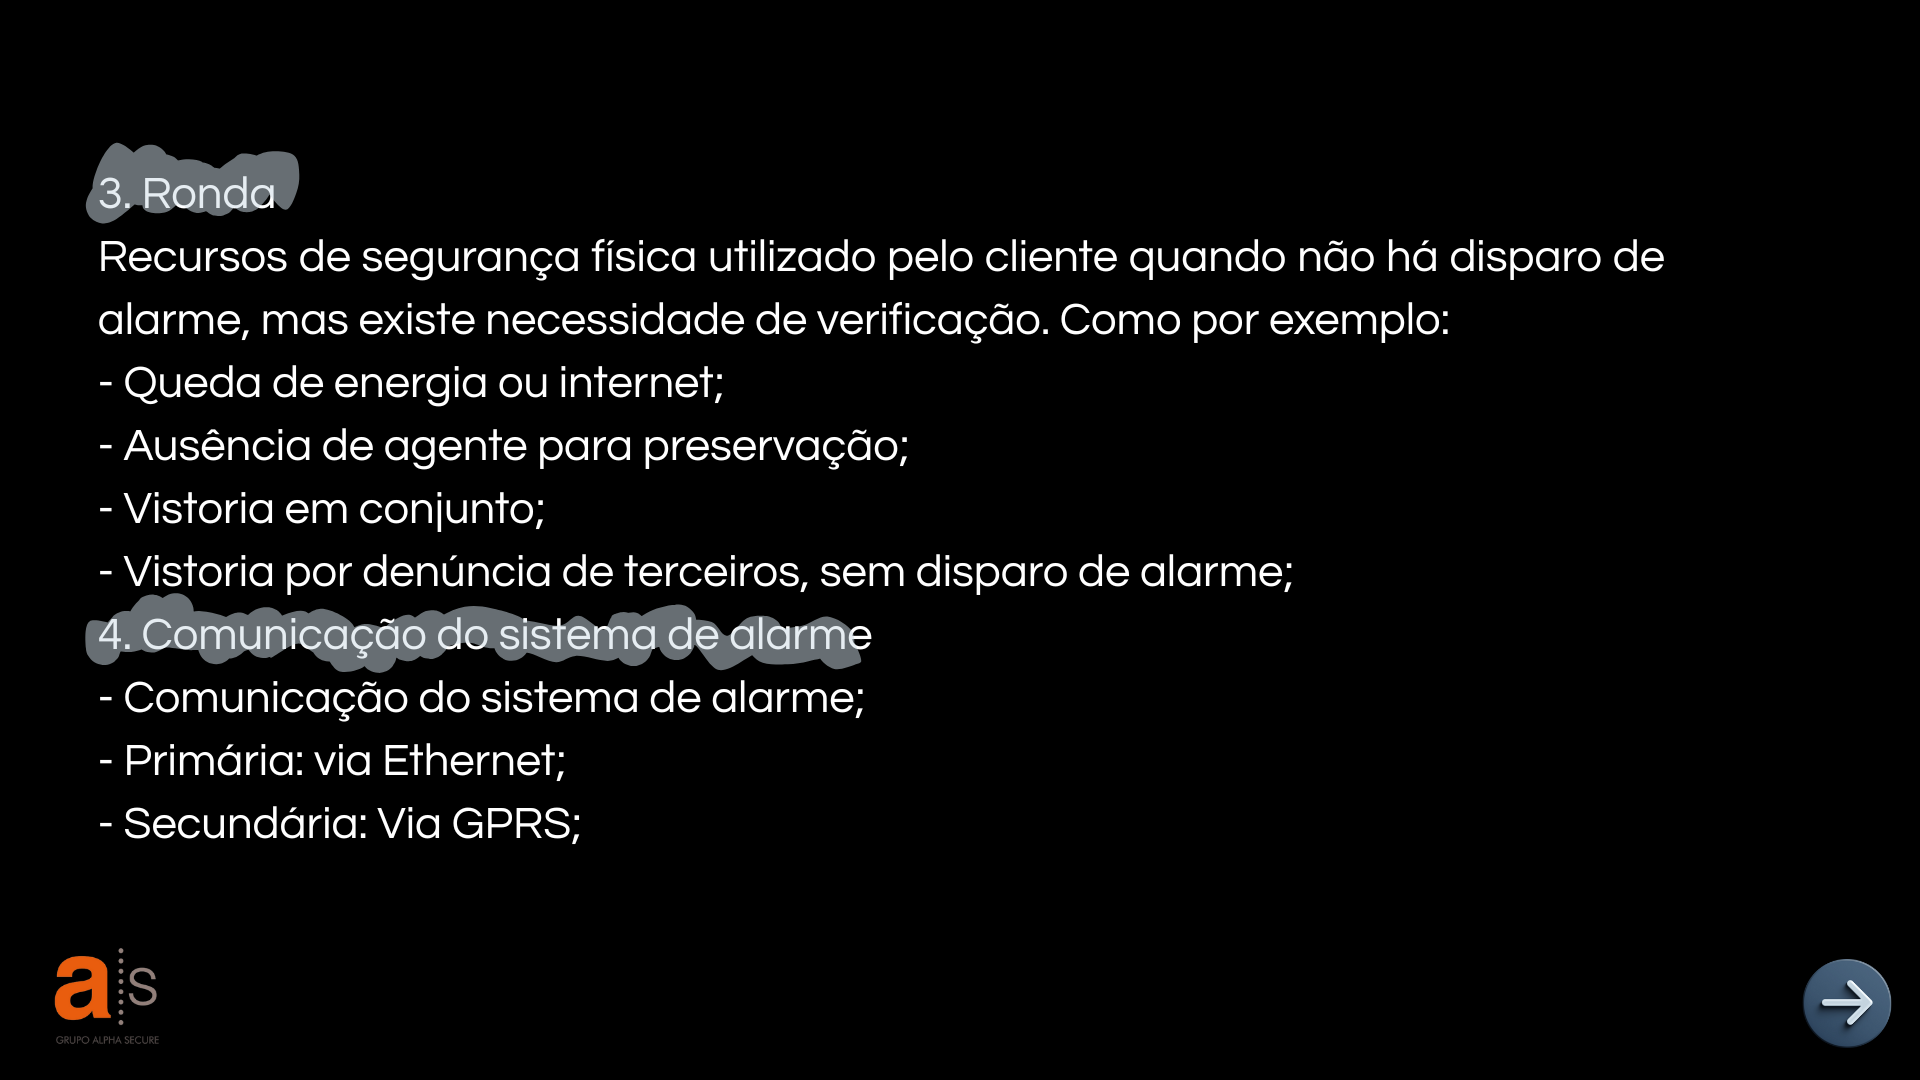 3. Ronda
Recursos de segurança física utilizado pelo cliente quando não há disparo de
alarme, mas existe necessidade de verificação. Como por exemplo:
- Queda de energia ou internet;
- Ausência de agente para preservação;
- Vistoria em conjunto;
- Vistoria por denúncia de terceiros, sem disparo de alarme;
4. Comunicação do sistema de alarme
- Comunicação do sistema de alarme;
- Primária: via Ethernet;
- Secundária: Via GPRS;
a s
GRUPO ALPHA SECURE